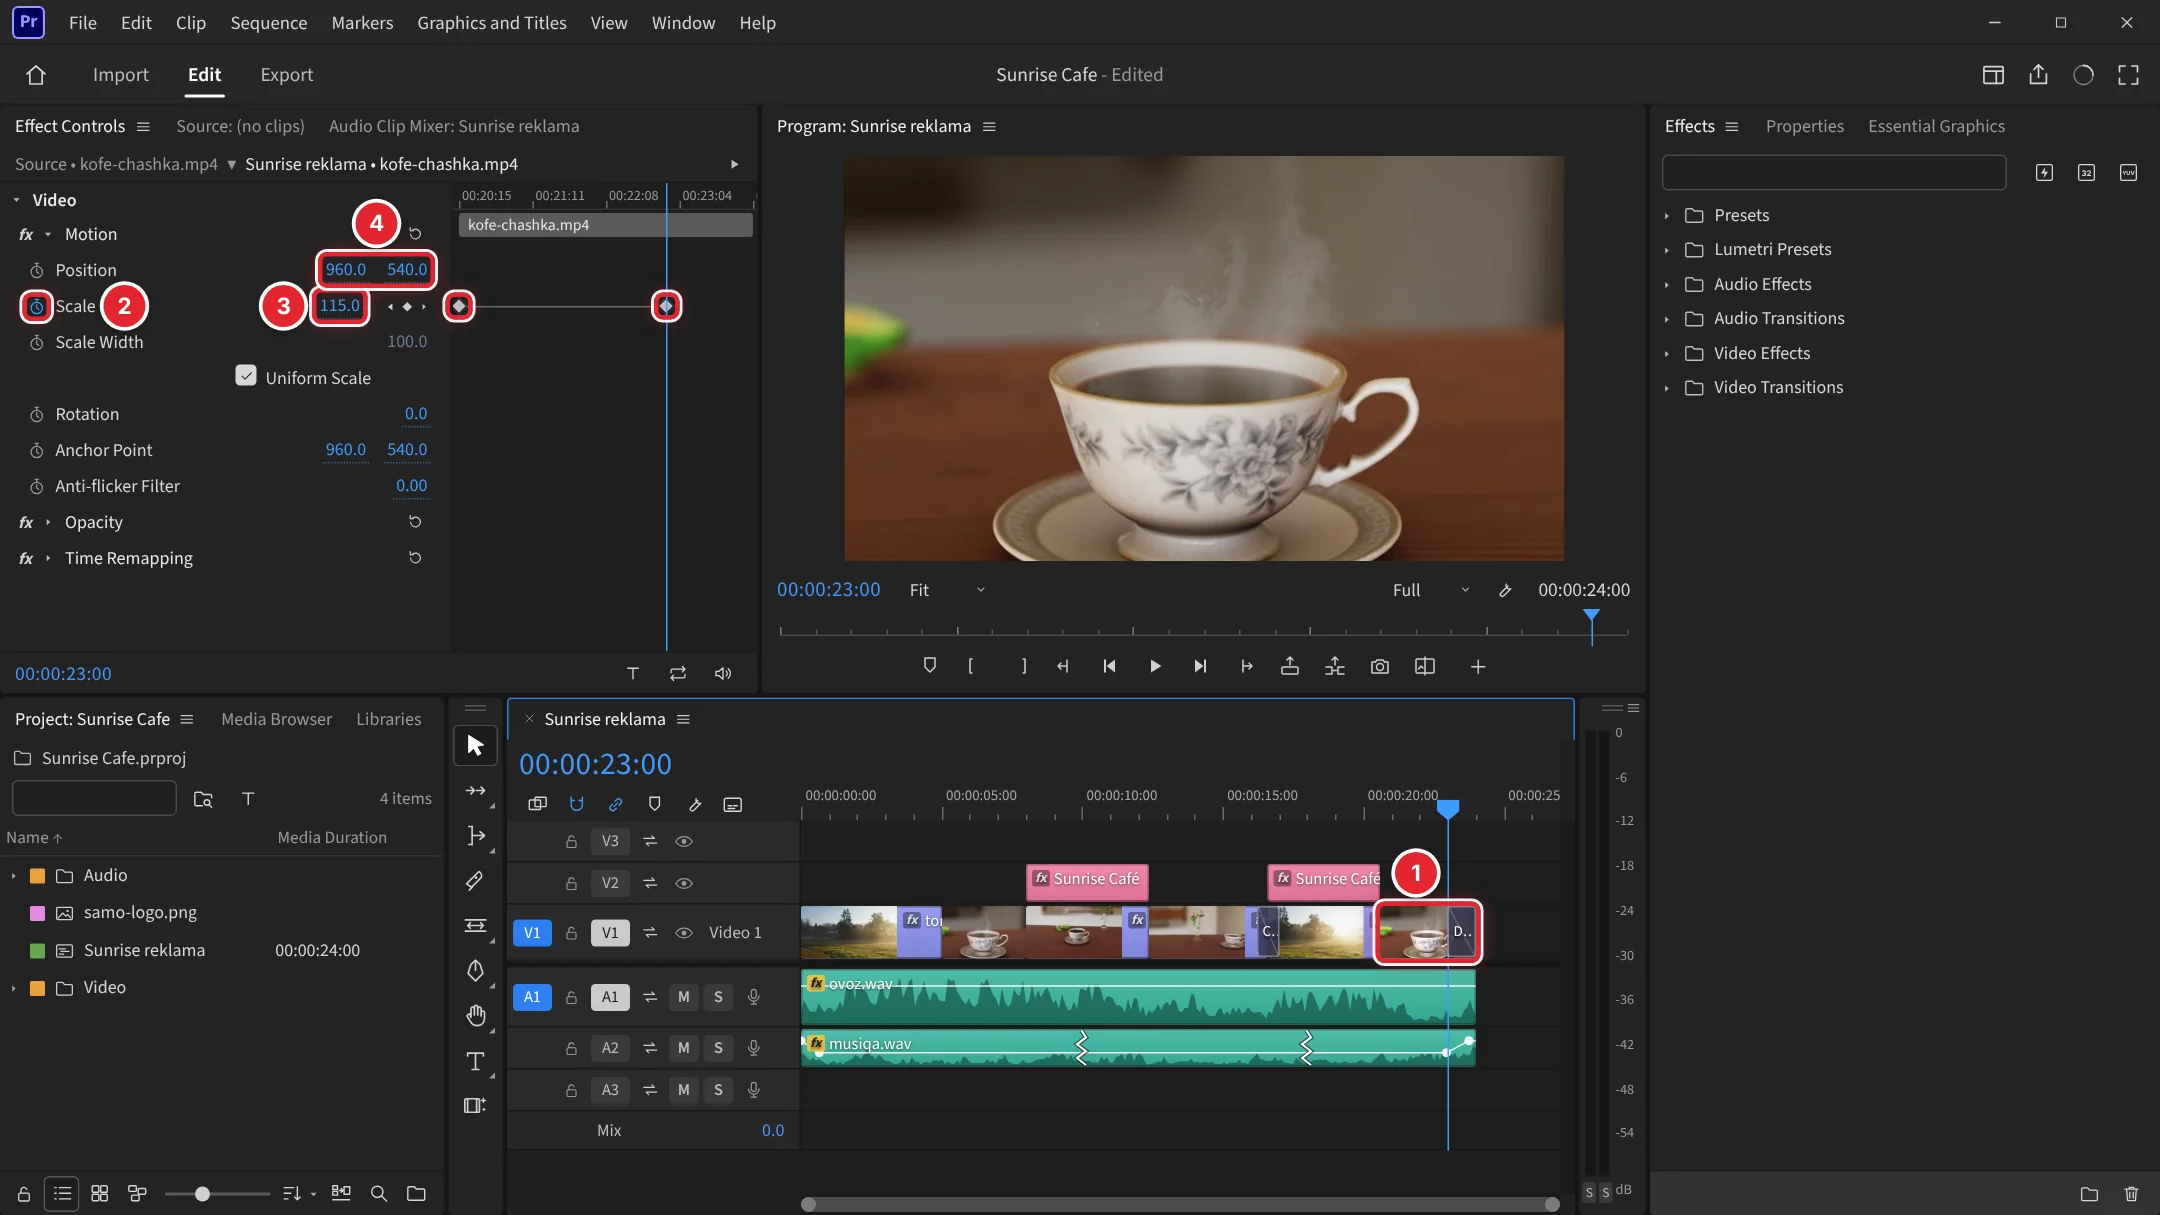 Pr File Edit Clip Sequence Markers Graphics and Titles View Window Help
Import Edit Export
Sunrise Cafe - Edited
Effect Controls Source: (no clips) Audio Clip Mixer: Sunrise reklama
Source • kofe-chashka.mp4 Sunrise reklama • kofe-chashka.mp4
Video
00:20:15 00:21:11 00:22:08 00:23:04
4
fx Motion
kofe-chashka.mp4
Position 960.0 540.0
Scale 2 3 115.0
Scale Width 100.0
Uniform Scale
Rotation 0.0
Anchor Point 960.0 540.0
Anti-flicker Filter 0.00
fx Opacity
fx Time Remapping
00:00:23:00
Program: Sunrise reklama
00:00:23:00 Fit Full 00:00:24:00
Effects Properties Essential Graphics
32 YUV
Presets
Lumetri Presets
Audio Effects
Audio Transitions
Video Effects
Video Transitions
Project: Sunrise Cafe Media Browser Libraries
Sunrise Cafe.prproj
4 items
Name Media Duration
Audio
samo-logo.png
Sunrise reklama 00:00:24:00
Video
Sunrise reklama
00:00:23:00
00:00:00:00 00:00:05:00 00:00:10:00 00:00:15:00 00:00:20:00 00:00:25
V3
V2 fx Sunrise Café fx Sunrise Café 1
V1 V1 Video 1 fx to fx C.. D..
A1 A1 M S fx ovoz.wav
A2 M S fx musiqa.wav
A3 M S
Mix 0.0
0
-6
-12
-18
-24
-30
-36
-42
-48
-54
S S dB